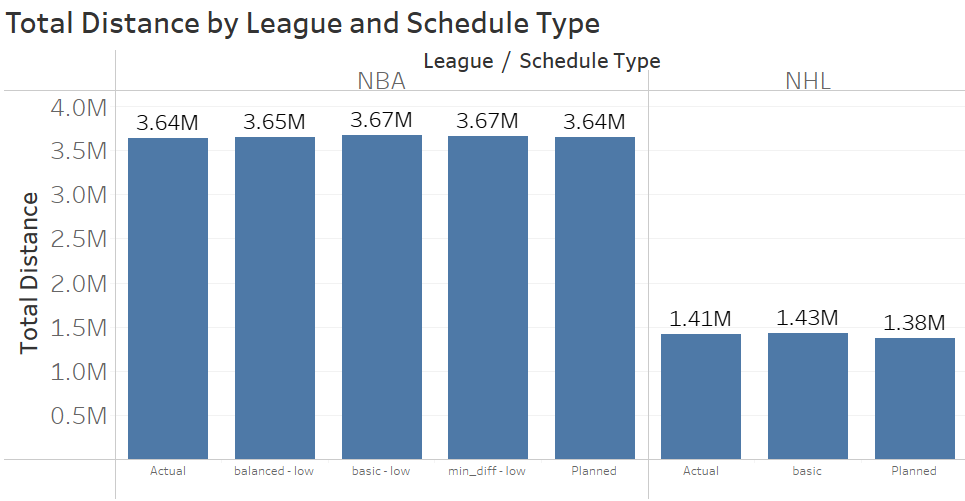 Total Distance by League and Schedule Type
League / Schedule Type
NBA
NHL
Total Distance
4.0M
3.5M
3.0M
2.5M
2.0M
1.5M
1.0M
0.5M
3.64M
3.65M
3.67M
3.67M
3.64M
1.41M
1.43M
1.38M
Actual
balanced - low
basic - low
min_diff - low
Planned
Actual
basic
Planned